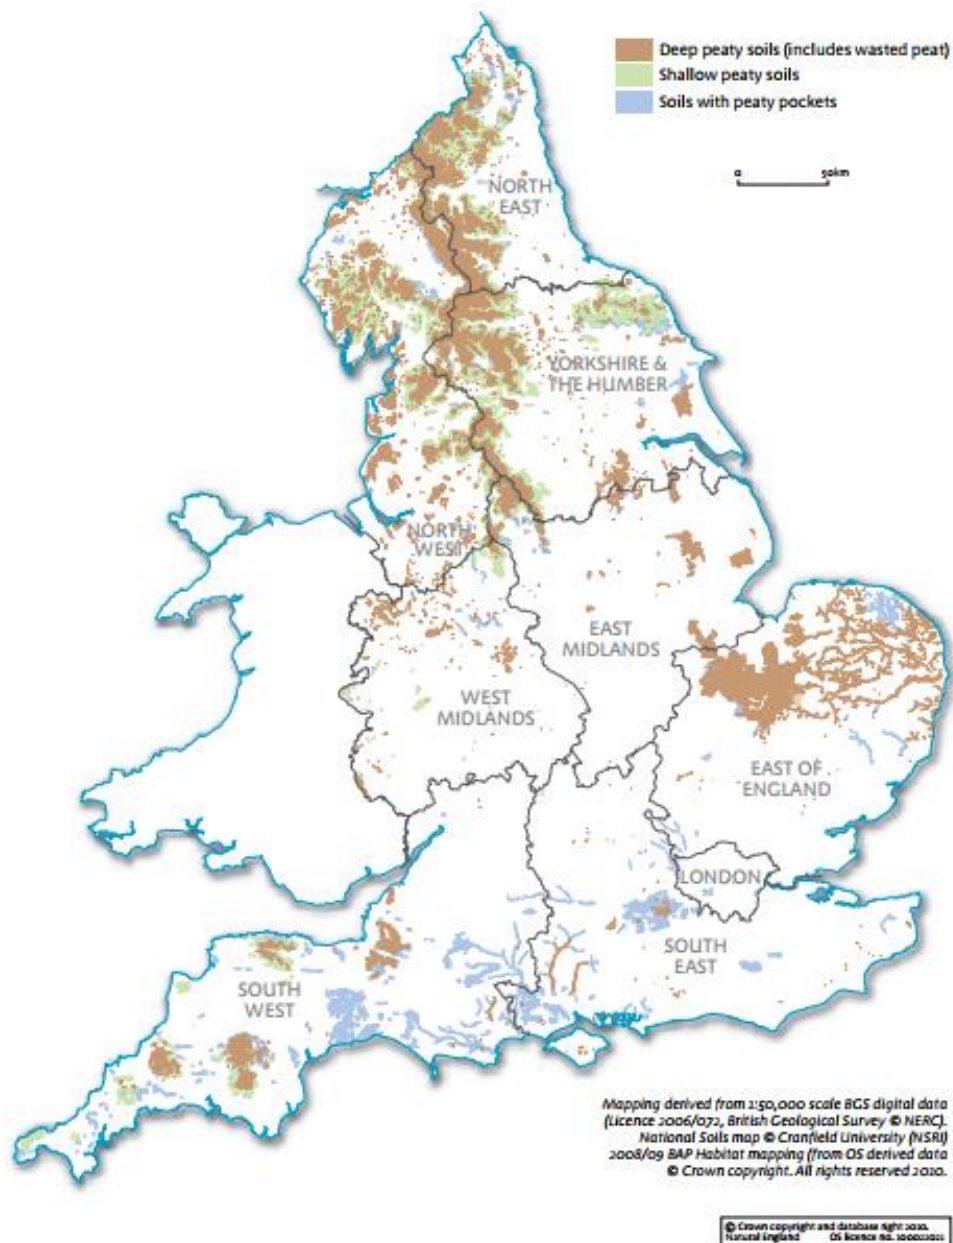 Deep peaty soils (includes wasted peat)
Shallow peaty soils
Soils with peaty pockets
0 50km
NORTH
EAST
YORKSHIRE &
THE HUMBER
NORTH
WEST
EAST
MIDLANDS
WEST
MIDLANDS
EAST OF
ENGLAND
LONDON
SOUTH
EAST
SOUTH
WEST
Mapping derived from 1:50,000 scale BGS digital data
(Licence 2006/072, British Geological Survey © NERC).
National Soils map © Cranfield University (NSRI)
2008/09 BAP Habitat mapping (from OS derived data
© Crown copyright. All rights reserved 2010.
© Crown copyright and database right 2010.
Natural England OS licence no.